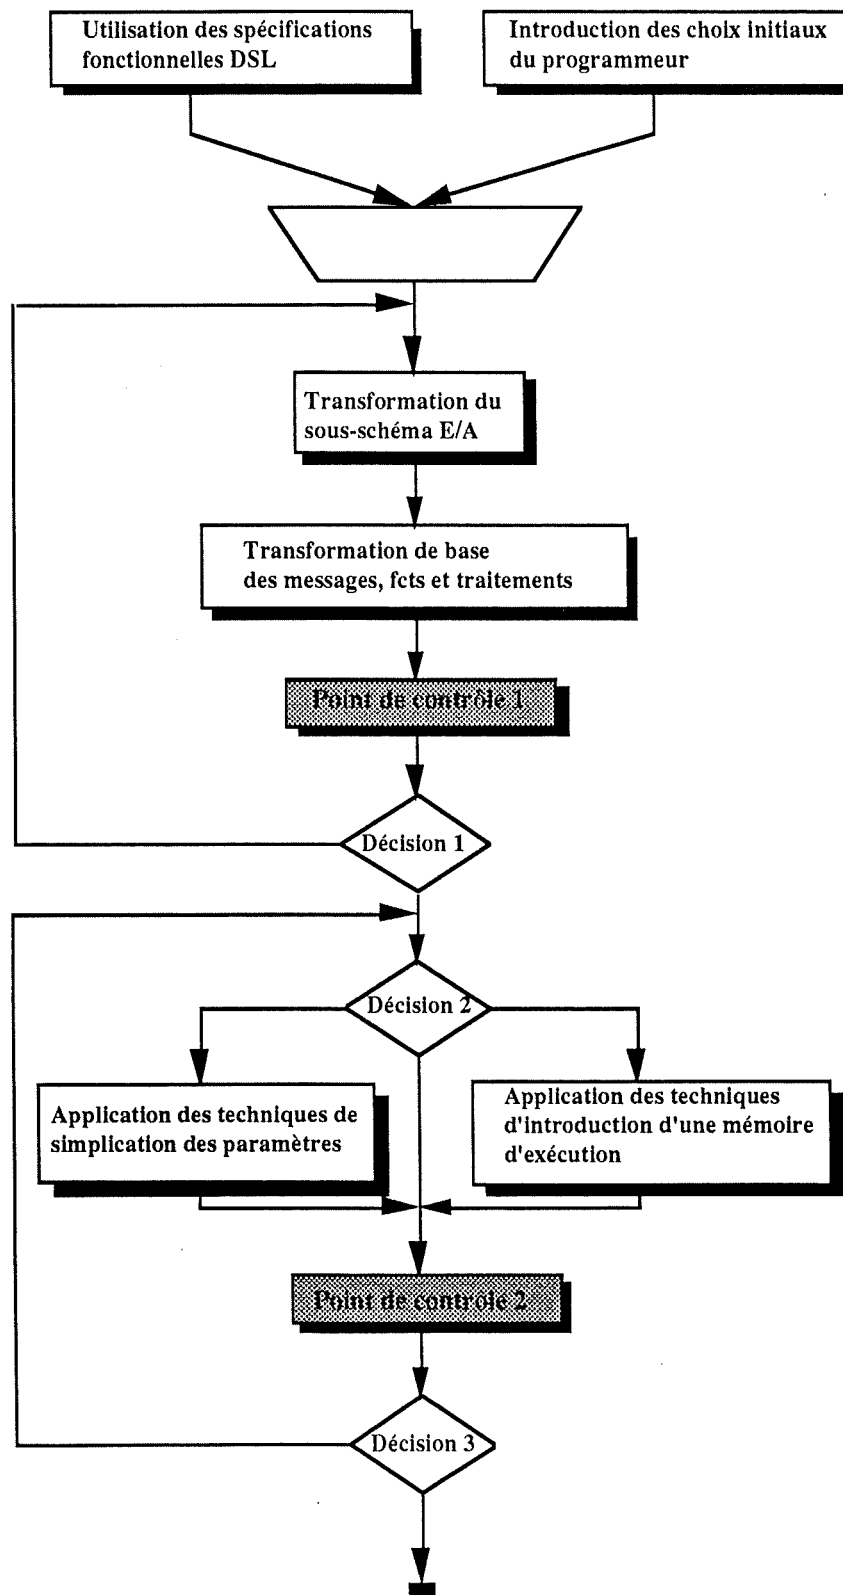 Utilisation des spécifications
fonctionnelles DSL
Introduction des choix initiaux
du programmeur
Transformation du
sous-schéma E/A
Transformation de base
des messages, fcts et traitements
Point de contrôle 1
Décision 1
Décision 2
Application des techniques de
simplication des paramètres
Application des techniques
d'introduction d'une mémoire
d'exécution
Point de contrôle 2
Décision 3